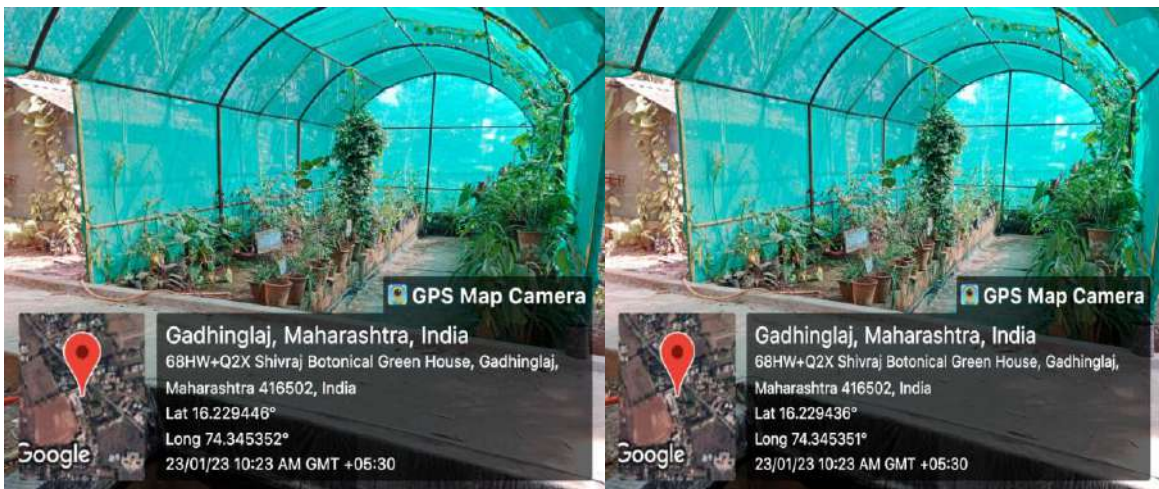 GPS Map Camera
Gadhinglaj, Maharashtra, India
68HW+Q2X Shivraj Botonical Green House, Gadhinglaj,
Maharashtra 416502, India
Lat 16.229446°
Long 74.345352°
23/01/23 10:23 AM GMT +05:30
Google
GPS Map Camera
Gadhinglaj, Maharashtra, India
68HW+Q2X Shivraj Botonical Green House, Gadhinglaj,
Maharashtra 416502, India
Lat 16.229436°
Long 74.345351°
23/01/23 10:23 AM GMT +05:30
Google